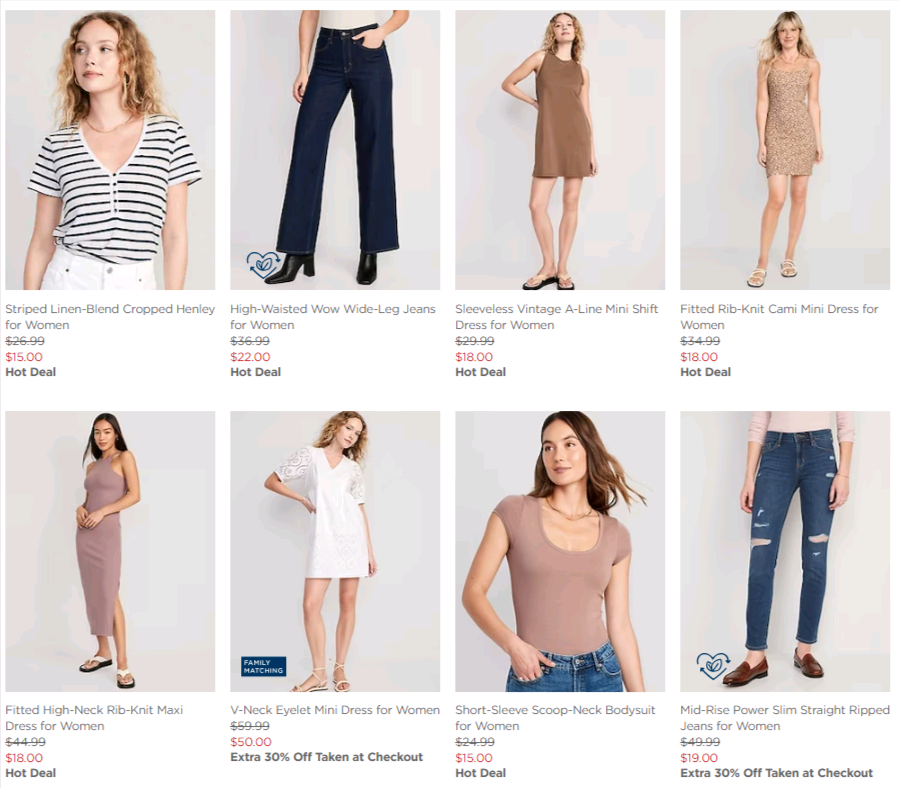 Striped Linen-Blend Cropped Henley
for Women
$26.99
$15.00
Hot Deal
High-Waisted Wow Wide-Leg Jeans
for Women
$36.99
$22.00
Hot Deal
Sleeveless Vintage A-Line Mini Shift
Dress for Women
$29.99
$18.00
Hot Deal
Fitted Rib-Knit Cami Mini Dress for
Women
$34.99
$18.00
Hot Deal
Fitted High-Neck Rib-Knit Maxi
Dress for Women
$44.99
$18.00
Hot Deal
FAMILY
MATCHING
V-Neck Eyelet Mini Dress for Women
$59.99
$50.00
Extra 30% Off Taken at Checkout
Short-Sleeve Scoop-Neck Bodysuit
for Women
$24.99
$15.00
Hot Deal
Mid-Rise Power Slim Straight Ripped
Jeans for Women
$49.99
$19.00
Extra 30% Off Taken at Checkout